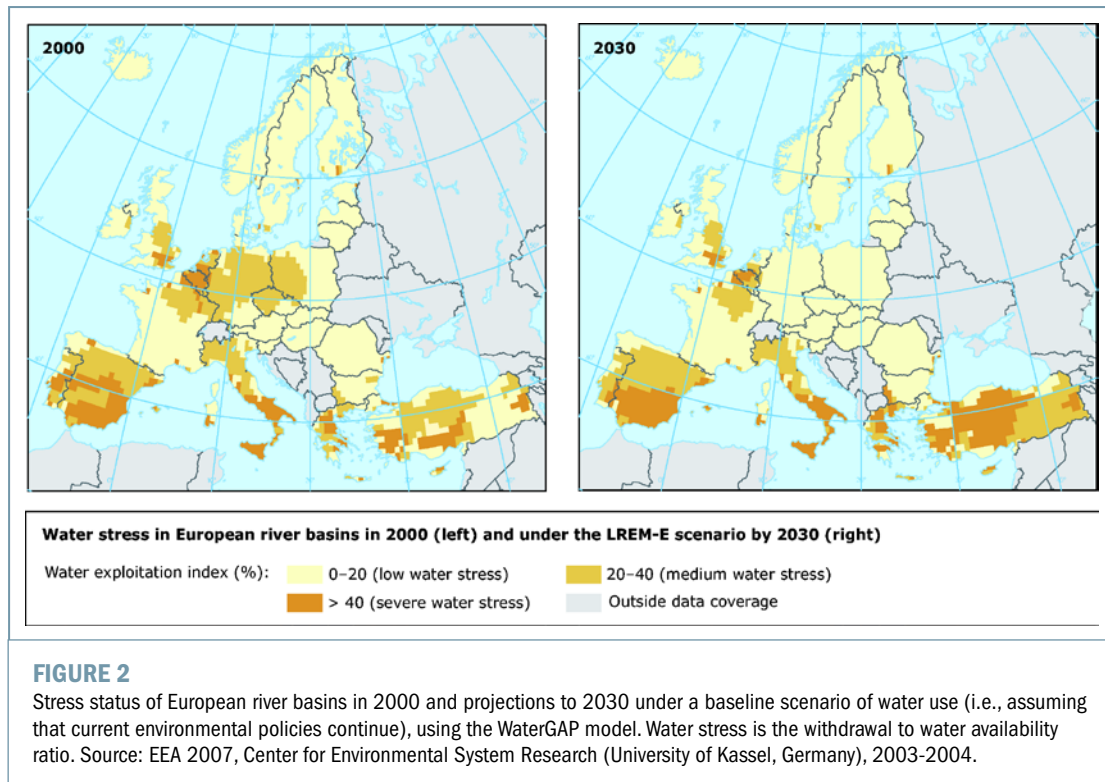 2000
2030
Water stress in European river basins in 2000 (left) and under the LREM-E scenario by 2030 (right)
Water exploitation index (%):
0–20 (low water stress)
20–40 (medium water stress)
> 40 (severe water stress)
Outside data coverage
FIGURE 2
Stress status of European river basins in 2000 and projections to 2030 under a baseline scenario of water use (i.e., assuming
that current environmental policies continue), using the WaterGAP model. Water stress is the withdrawal to water availability
ratio. Source: EEA 2007, Center for Environmental System Research (University of Kassel, Germany), 2003-2004.